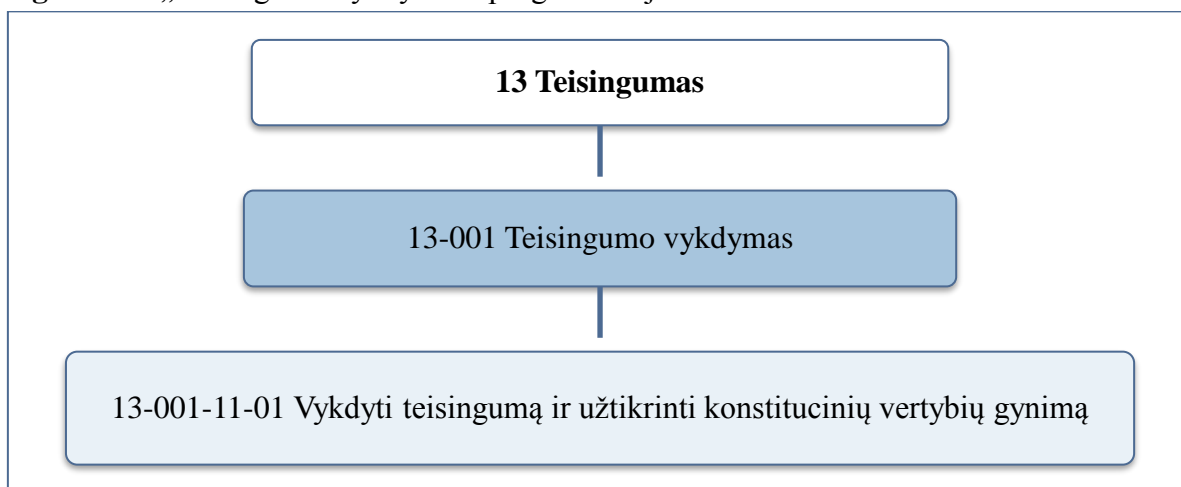 13 Teisingumas
13-001 Teisingumo vykdymas
13-001-11-01 Vykdyti teisingumą ir užtikrinti konstitucinių vertybių gynimą